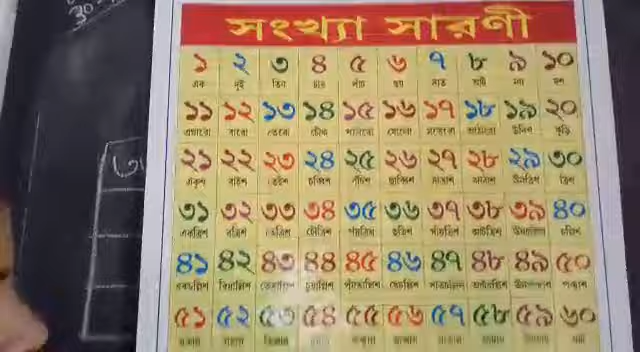 সংখ্যা সারণী
১ ২ ৩ ৪ ৫ ৬ ৭ ৮ ৯ ১০
এক দুই তিন চার পাঁচ ছয় সাত আট নয় দশ
১১ ১২ ১৩ ১৪ ১৫ ১৬ ১৭ ১৮ ১৯ ২০
এগারো বারো তেরো চৌদ্দ পনেরো ষোলো সতেরো আঠারো উনিশ কুড়ি
২১ ২২ ২৩ ২৪ ২৫ ২৬ ২৭ ২৮ ২৯ ৩০
একুশ বাইশ তেইশ চব্বিশ পঁচিশ ছাব্বিশ সাতাশ আঠাশ উনত্রিশ ত্রিশ
৩১ ৩২ ৩৩ ৩৪ ৩৫ ৩৬ ৩৭ ৩৮ ৩৯ ৪০
একত্রিশ বত্রিশ তেত্রিশ চৌত্রিশ পঁয়ত্রিশ ছত্রিশ সাঁইত্রিশ আটত্রিশ চল্লিশ
৪১ ৪২ ৪৩ ৪৪ ৪৫ ৪৬ ৪৭ ৪৮ ৪৯ ৫০
একচল্লিশ বিয়াল্লিশ পঞ্চাশ
৫১ ৫২ ৫৩ ৫৪ ৫৫ ৫৬ ৫৭ ৫৮ ৫৯ ৬০